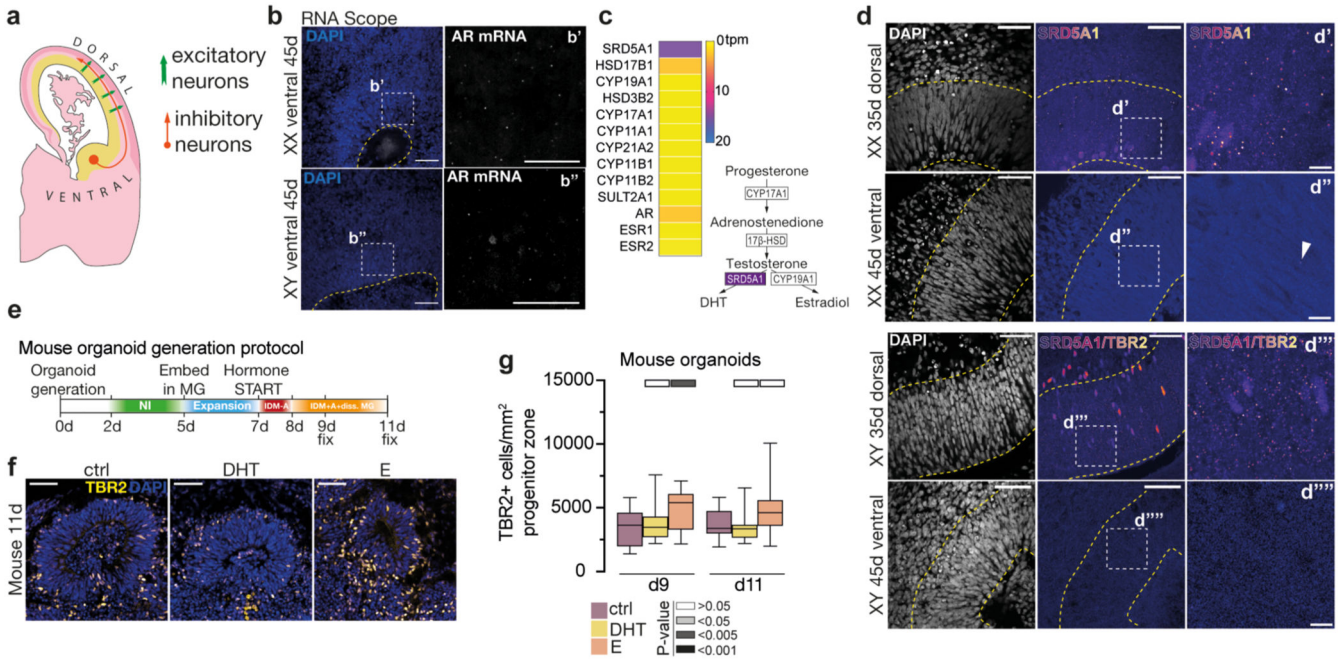 a
DORSAL
VENTRAL
excitatory
neurons
inhibitory
neurons
b
RNA Scope
DAPI
AR mRNA
b'
b'
XX ventral 45d
DAPI
AR mRNA
b"
b"
XY ventral 45d
c
SRD5A1
HSD17B1
CYP19A1
HSD3B2
CYP17A1
CYP11A1
CYP21A2
CYP11B1
CYP11B2
SULT2A1
AR
ESR1
ESR2
0tpm
10
20
Progesterone
CYP17A1
Adrenostenedione
17β-HSD
Testosterone
SRD5A1
CYP19A1
DHT
Estradiol
d
DAPI
SRD5A1
SRD5A1
d'
d'
XX 35d dorsal
d"
d"
XX 45d ventral
DAPI
SRD5A1/TBR2
SRD5A1/TBR2
d'''
d'''
XY 35d dorsal
d''''
d''''
XY 45d ventral
e
Mouse organoid generation protocol
Organoid
generation
Embed
in MG
Hormone
START
NI
Expansion
IDM-A
IDM+A+diss. MG
0d
2d
5d
7d
8d
9d
fix
11d
fix
f
ctrl
DHT
E
TBR2
DAPI
Mouse 11d
g
Mouse organoids
TBR2+ cells/mm²
progenitor zone
15000
10000
5000
0
d9
d11
ctrl
DHT
E
P-value
>0.05
<0.05
<0.005
<0.001